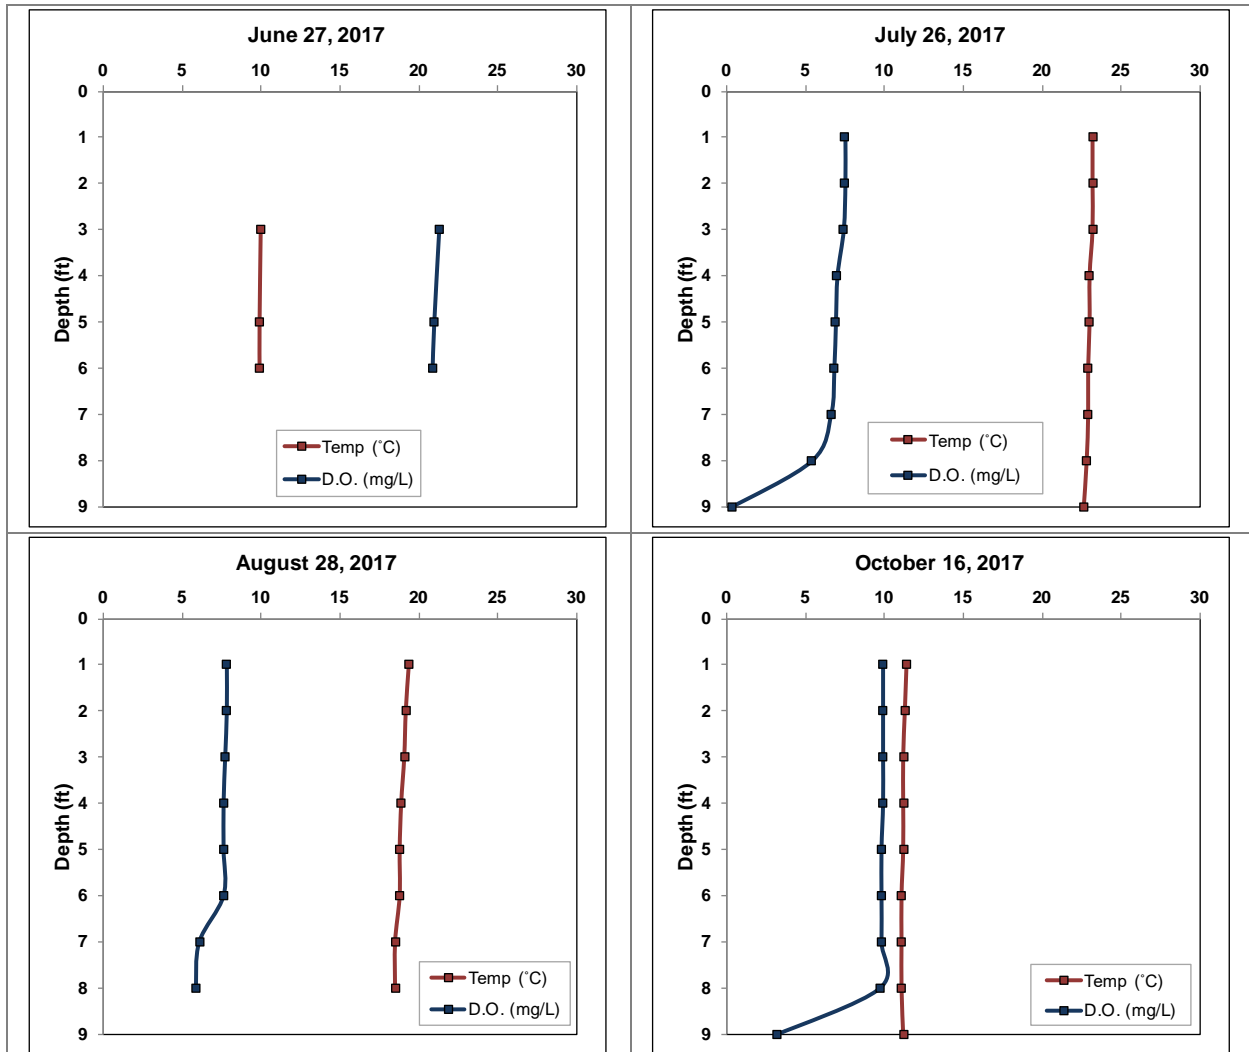 June 27, 2017
0 5 10 15 20 25 30
0
1
2
3
4
5
6
7
8
9
Depth (ft)
Temp (˚C)
D.O. (mg/L)
July 26, 2017
0 5 10 15 20 25 30
0
1
2
3
4
5
6
7
8
9
Depth (ft)
Temp (˚C)
D.O. (mg/L)
August 28, 2017
0 5 10 15 20 25 30
0
1
2
3
4
5
6
7
8
9
Depth (ft)
Temp (˚C)
D.O. (mg/L)
October 16, 2017
0 5 10 15 20 25 30
0
1
2
3
4
5
6
7
8
9
Depth (ft)
Temp (˚C)
D.O. (mg/L)